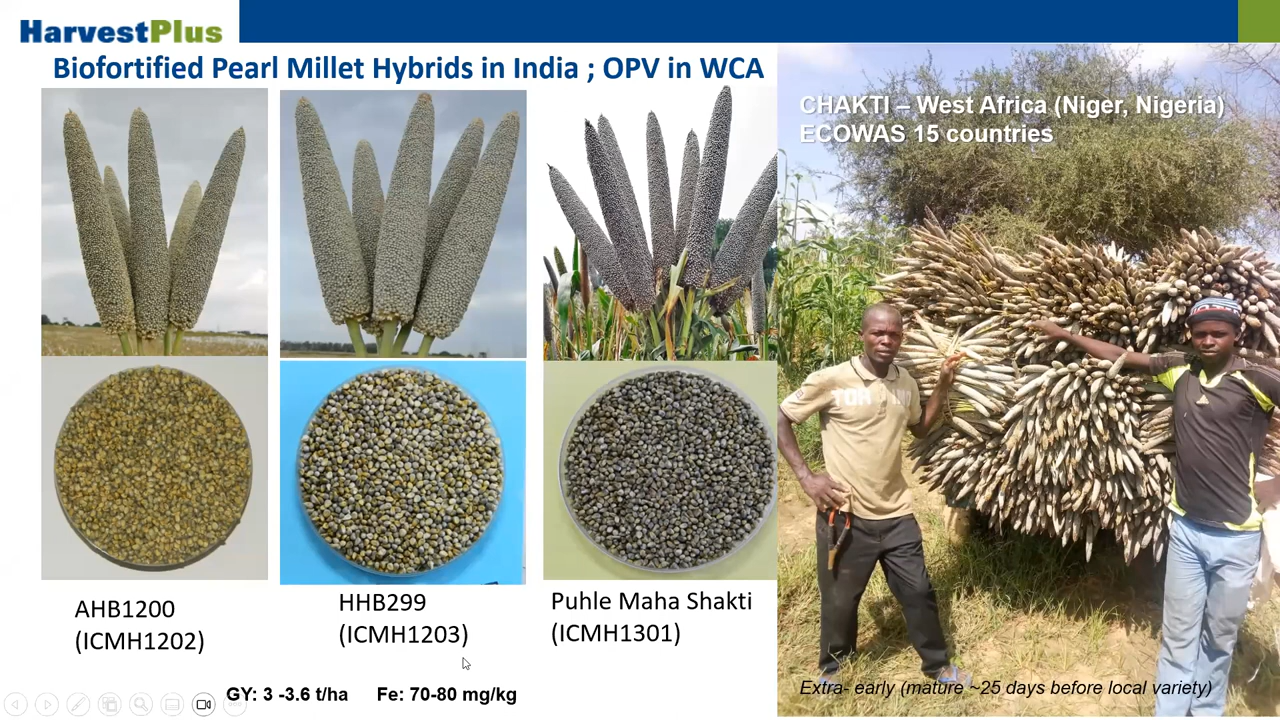 HarvestPlus
Biofortified Pearl Millet Hybrids in India ; OPV in WCA
CHAKTI – West Africa (Niger, Nigeria)
ECOWAS 15 countries
AHB1200
(ICMH1202)
HHB299
(ICMH1203)
Puhle Maha Shakti
(ICMH1301)
GY: 3 -3.6 t/ha Fe: 70-80 mg/kg
Extra- early (mature ~25 days before local variety)